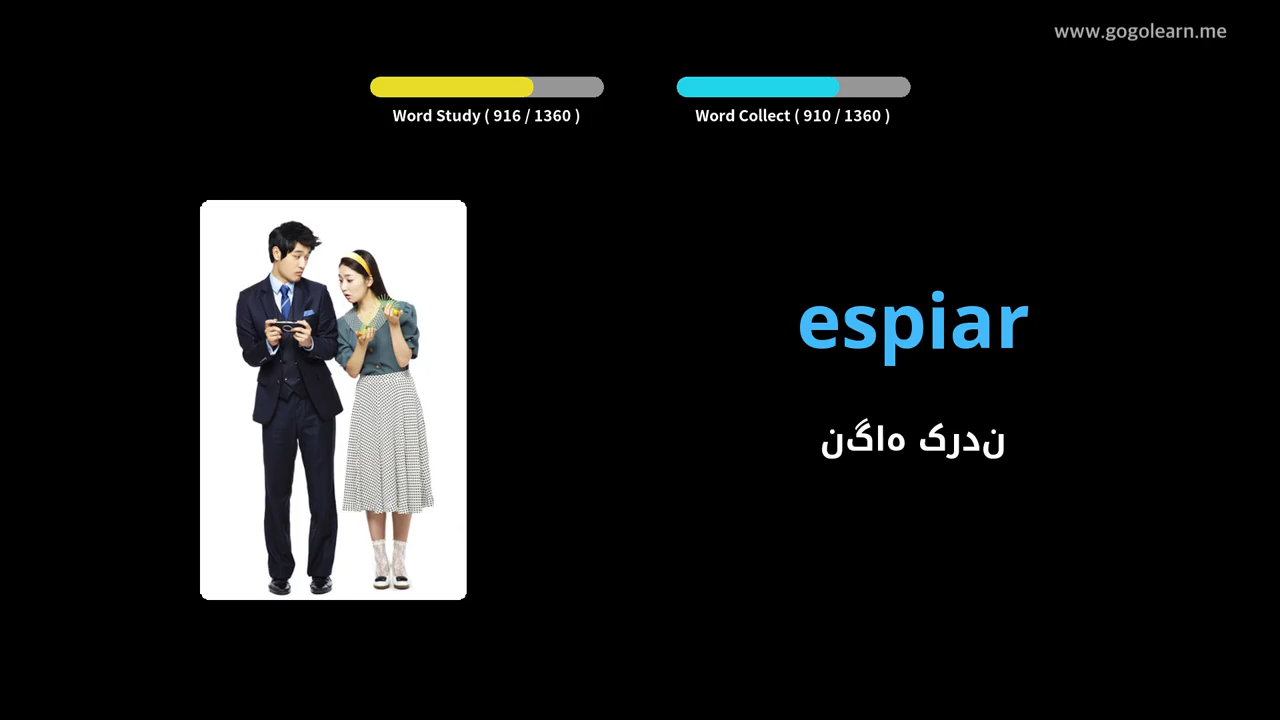 www.gogolearn.me
Word Study ( 916 / 1360 )
Word Collect ( 910 / 1360 )
espiar
نگاه کردن